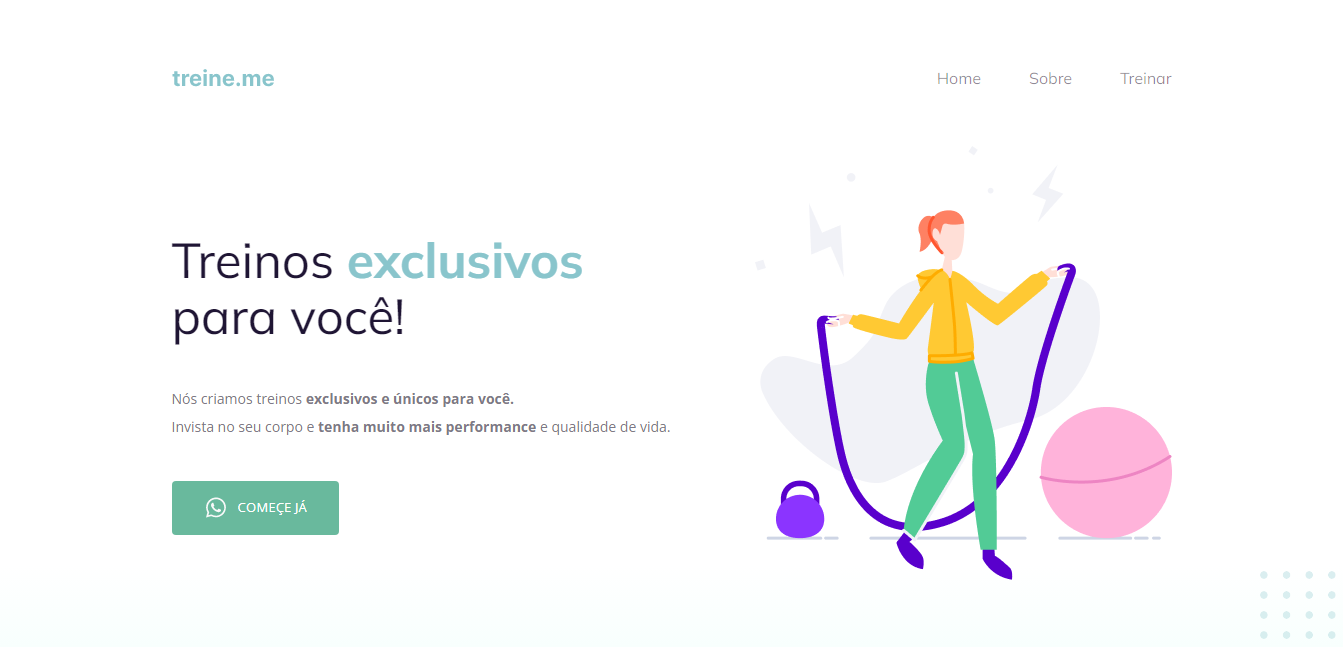 treine.me
Home Sobre Treinar
Treinos exclusivos
para você!
Nós criamos treinos exclusivos e únicos para você.
Invista no seu corpo e tenha muito mais performance e qualidade de vida.
COMEÇE JÁ